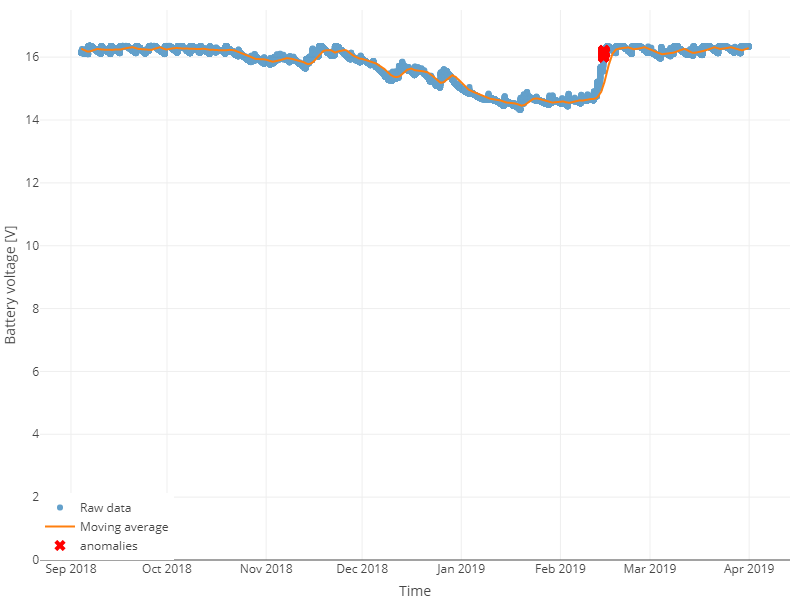 Battery voltage [V]
16
14
12
10
8
6
4
2
0
Raw data
Moving average
anomalies
Sep 2018 Oct 2018 Nov 2018 Dec 2018 Jan 2019 Feb 2019 Mar 2019 Apr 2019
Time